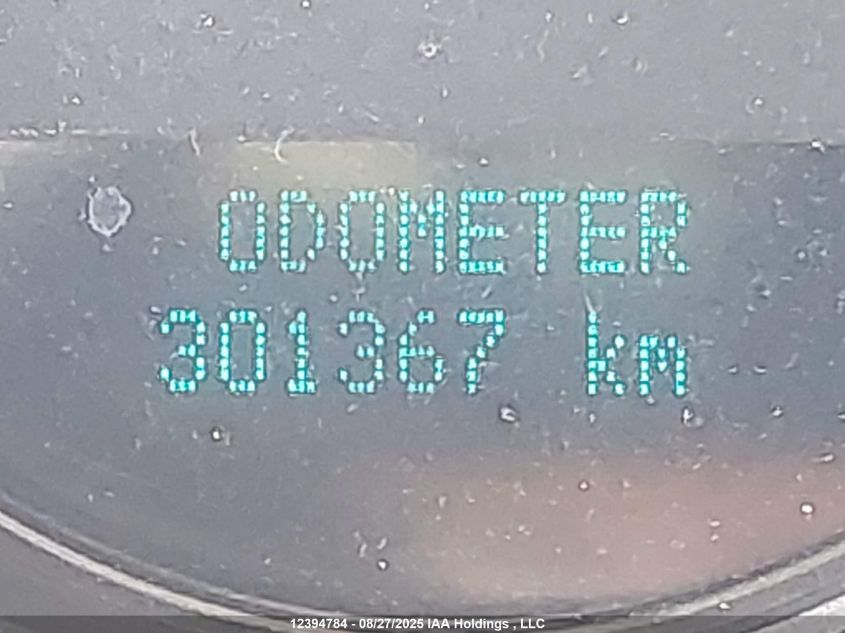 ODOMETER
301367 km
12394784 - 08/27/2025 IAA Holdings , LLC